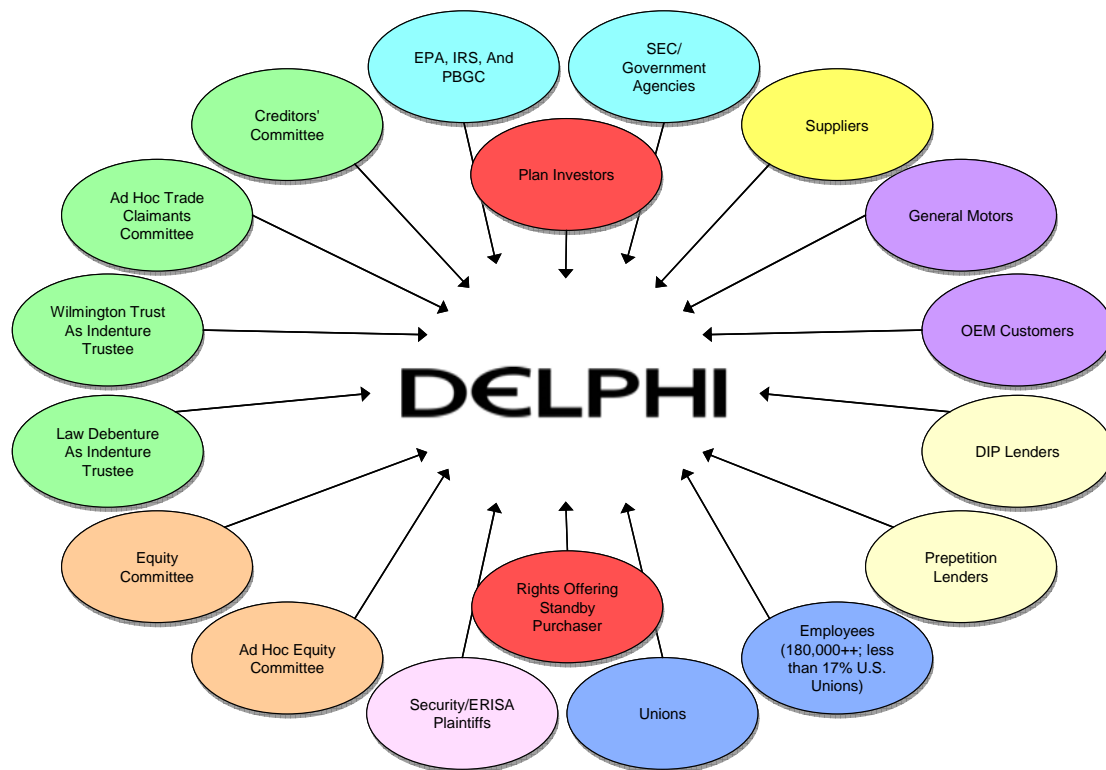 EPA, IRS, And
PBGC
SEC/
Government
Agencies
Creditors'
Committee
Plan Investors
Suppliers
Ad Hoc Trade
Claimants
Committee
General Motors
Wilmington Trust
As Indenture
Trustee
OEM Customers
DELPHI
Law Debenture
As Indenture
Trustee
DIP Lenders
Equity
Committee
Prepetition
Lenders
Rights Offering
Standby
Purchaser
Ad Hoc Equity
Committee
Employees
(180,000++; less
than 17% U.S.
Unions)
Security/ERISA
Plaintiffs
Unions